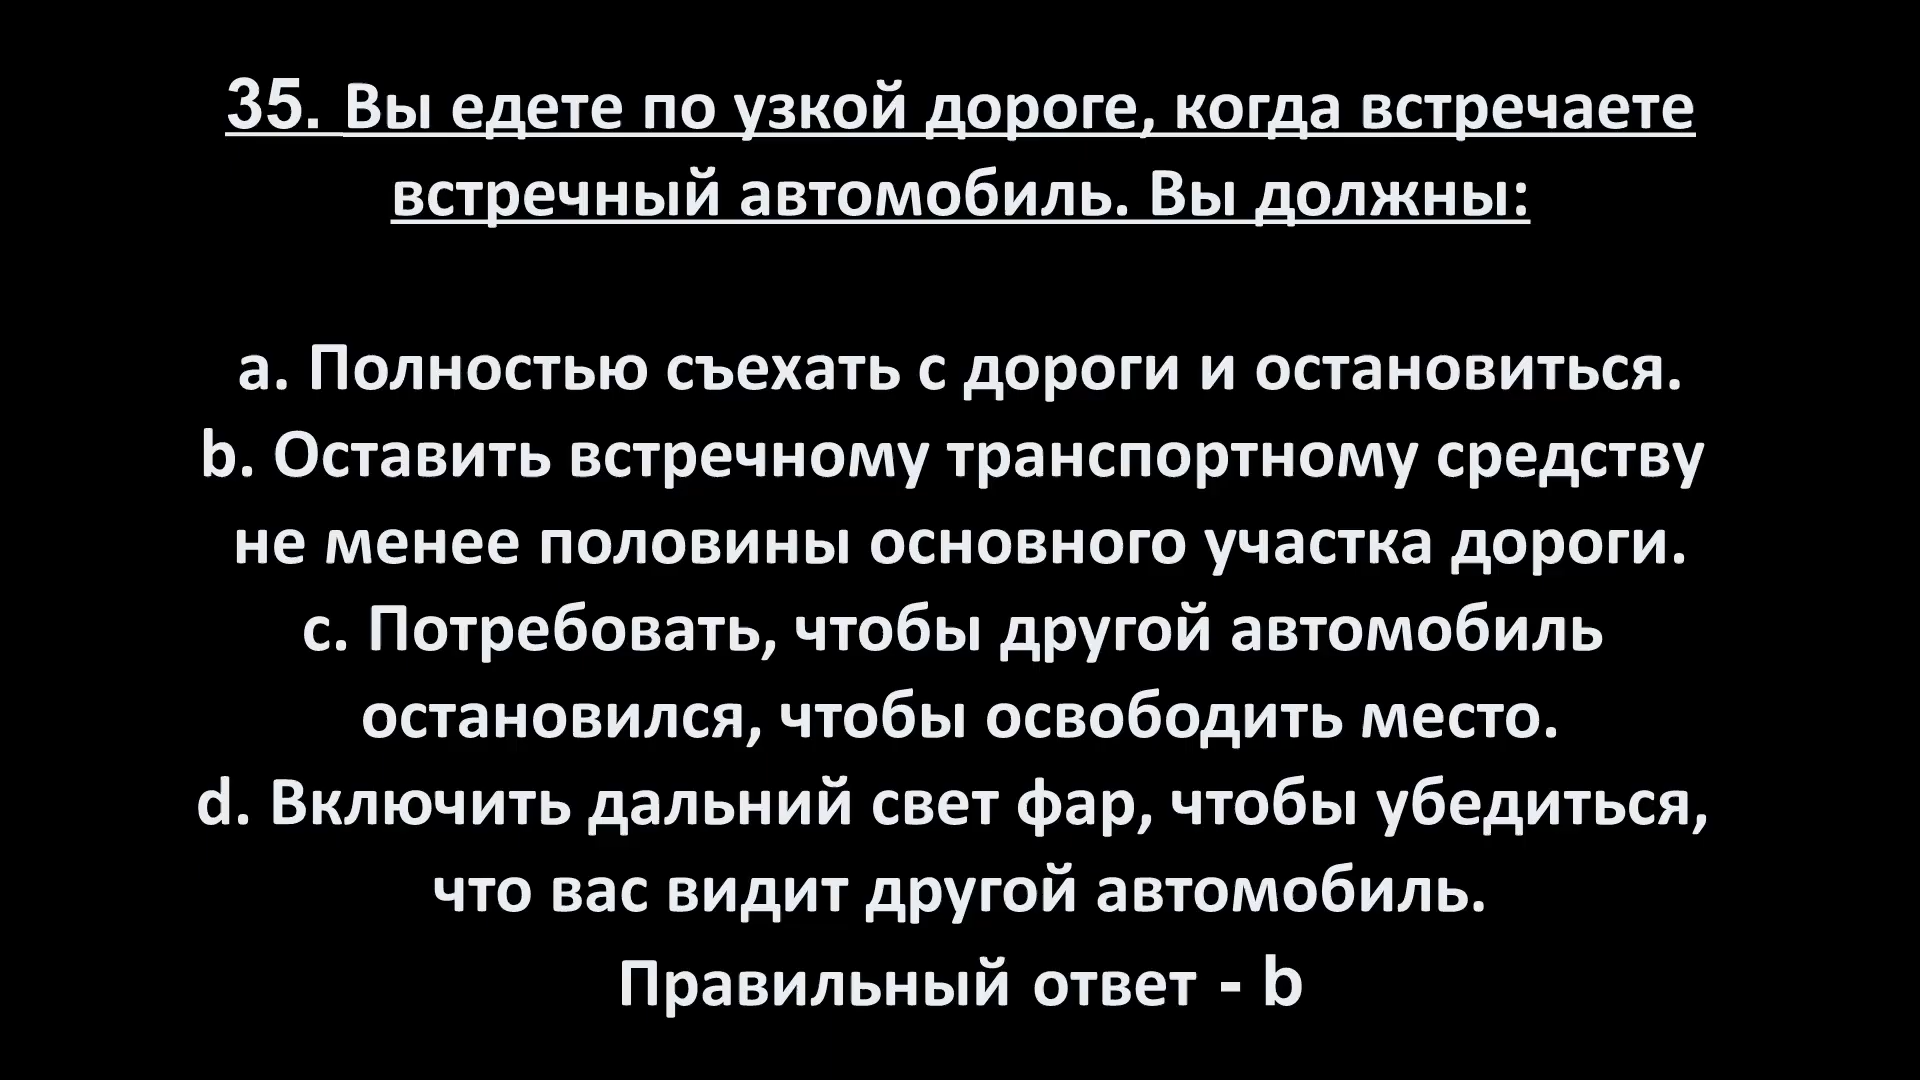 35. Вы едете по узкой дороге, когда встречаете
встречный автомобиль. Вы должны:
a. Полностью съехать с дороги и остановиться.
b. Оставить встречному транспортному средству
не менее половины основного участка дороги.
c. Потребовать, чтобы другой автомобиль
остановился, чтобы освободить место.
d. Включить дальний свет фар, чтобы убедиться,
что вас видит другой автомобиль.
Правильный ответ - b